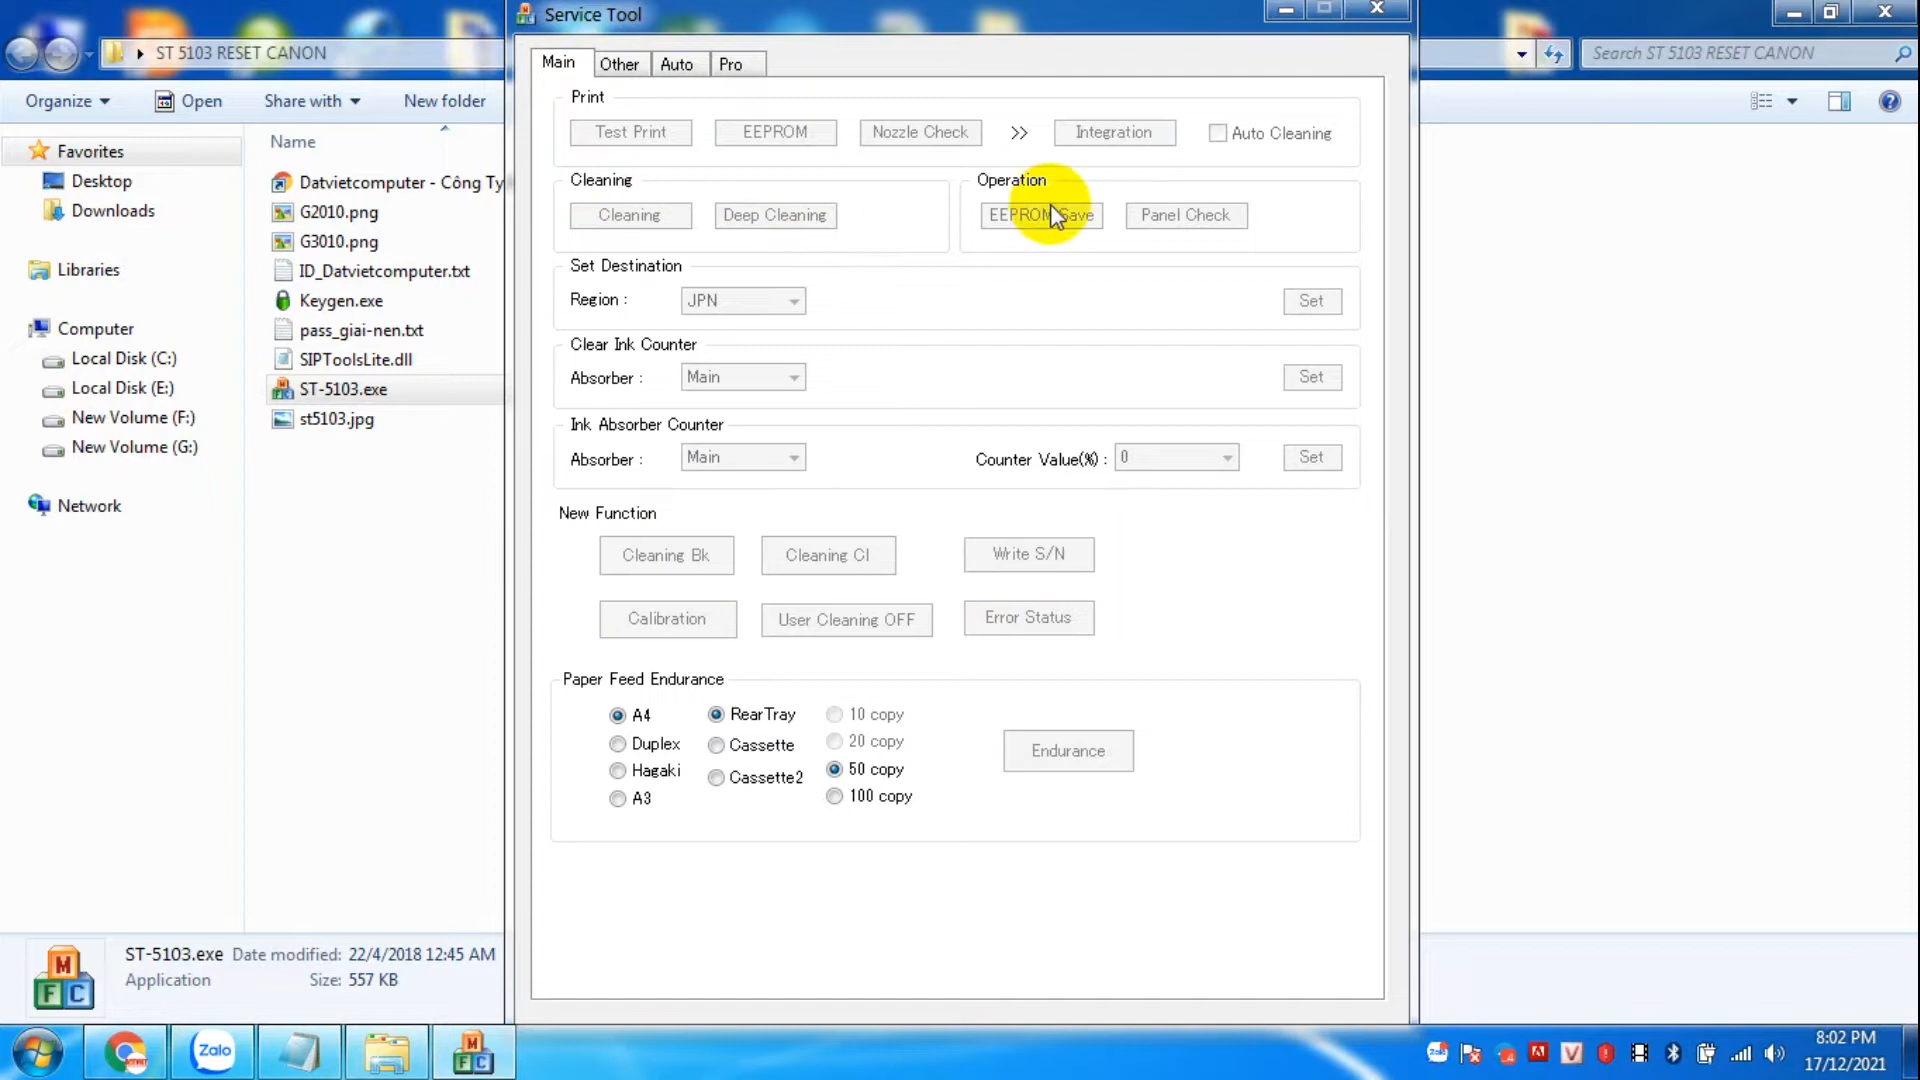 Service Tool
ST 5103 RESET CANON
Search ST 5103 RESET CANON
Organize
Open
Share with
New folder
Favorites
Desktop
Downloads
Libraries
Computer
Local Disk (C:)
Local Disk (E:)
New Volume (F:)
New Volume (G:)
Network
Name
Datvietcomputer - Công Ty
G2010.png
G3010.png
ID_Datvietcomputer.txt
Keygen.exe
pass_giai-nen.txt
SIPToolsLite.dll
ST-5103.exe
st5103.jpg
Main Other Auto Pro
Print
Test Print EEPROM Nozzle Check >> Integration Auto Cleaning
Cleaning
Cleaning Deep Cleaning
Operation
EEPROM Save Panel Check
Set Destination
Region : JPN Set
Clear Ink Counter
Absorber : Main Set
Ink Absorber Counter
Absorber : Main Counter Value(%) : 0 Set
New Function
Cleaning Bk Cleaning Cl Write S/N
Calibration User Cleaning OFF Error Status
Paper Feed Endurance
A4 RearTray 10 copy
Duplex Cassette 20 copy
Hagaki Cassette2 50 copy
A3 100 copy
Endurance
ST-5103.exe Date modified: 22/4/2018 12:45 AM
Application Size: 557 KB
M
F C
Zalo
8:02 PM
17/12/2021